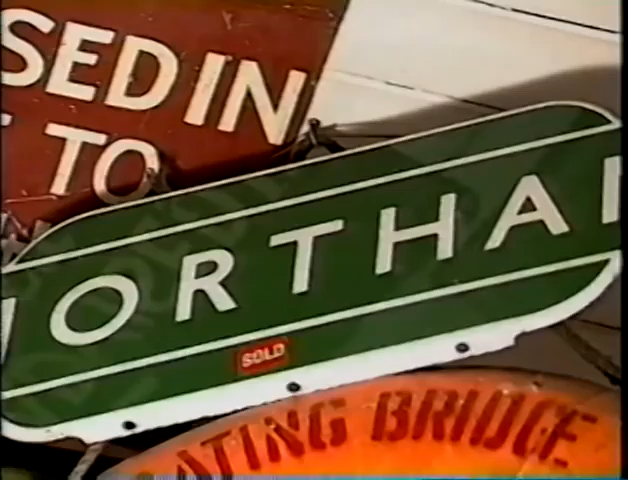 SED IN
TO
ORTHA
SOLD
ATING BRIDGE